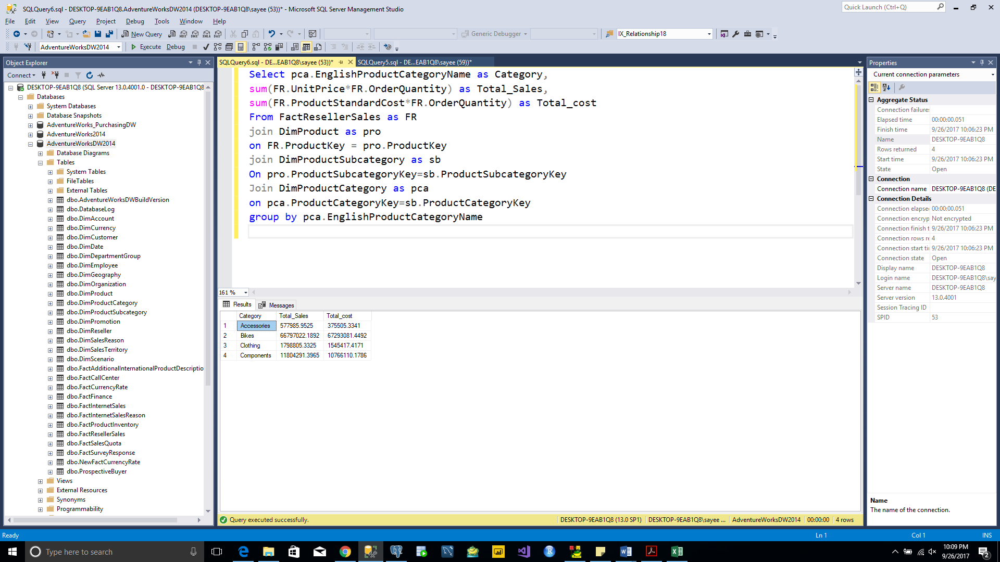 SQLQuery6.sql - DESKTOP-9EAB1Q8.AdventureWorksDW2014 (DESKTOP-9EAB1Q8\sayee (53))* - Microsoft SQL Server Management Studio
Quick Launch (Ctrl+Q)
File Edit View Query Project Debug Tools Window Help
New Query
MDX DMX XMLA DAX
Generic Debugger
IX_Relationship18
AdventureWorksDW2014
Execute Debug
Object Explorer
Connect
DESKTOP-9EAB1Q8 (SQL Server 13.0.4001.0 - DESKTOP-9EAB1Q8
Databases
System Databases
Database Snapshots
AdventureWorks_PurchasingDW
AdventureWorks2014
AdventureWorksDW2014
Database Diagrams
Tables
System Tables
FileTables
External Tables
dbo.AdventureWorksDWBuildVersion
dbo.DatabaseLog
dbo.DimAccount
dbo.DimCurrency
dbo.DimCustomer
dbo.DimDate
dbo.DimDepartmentGroup
dbo.DimEmployee
dbo.DimGeography
dbo.DimOrganization
dbo.DimProduct
dbo.DimProductCategory
dbo.DimProductSubcategory
dbo.DimPromotion
dbo.DimReseller
dbo.DimSalesReason
dbo.DimSalesTerritory
dbo.DimScenario
dbo.FactAdditionalInternationalProductDescriptio
dbo.FactCallCenter
dbo.FactCurrencyRate
dbo.FactFinance
dbo.FactInternetSales
dbo.FactInternetSalesReason
dbo.FactProductInventory
dbo.FactResellerSales
dbo.FactSalesQuota
dbo.FactSurveyResponse
dbo.NewFactCurrencyRate
dbo.ProspectiveBuyer
Views
External Resources
Synonyms
Programmability
SQLQuery6.sql - DE...EAB1Q8\sayee (53))* SQLQuery5.sql - DE...EAB1Q8\sayee (59))*
Select pca.EnglishProductCategoryName as Category,
sum(FR.UnitPrice*FR.OrderQuantity) as Total_Sales,
sum(FR.ProductStandardCost*FR.OrderQuantity) as Total_cost
From FactResellerSales as FR
join DimProduct as pro
on FR.ProductKey = pro.ProductKey
join DimProductSubcategory as sb
On pro.ProductSubcategoryKey=sb.ProductSubcategoryKey
Join DimProductCategory as pca
on pca.ProductCategoryKey=sb.ProductCategoryKey
group by pca.EnglishProductCategoryName
161 %
Results Messages
Category Total_Sales Total_cost
1 Accessories 577985.9525 375505.3341
2 Bikes 66797022.1892 67293081.4492
3 Clothing 1798805.3325 1545417.4171
4 Components 11804291.3965 10766110.1786
Query executed successfully. DESKTOP-9EAB1Q8 (13.0 SP1) DESKTOP-9EAB1Q8\sayee ... AdventureWorksDW2014 00:00:00 4 rows
Properties
Current connection parameters
Aggregate Status
Connection failures
Elapsed time 00:00:00.051
Finish time 9/26/2017 10:06:23 PM
Name DESKTOP-9EAB1Q8
Rows returned 4
Start time 9/26/2017 10:06:23 PM
State Open
Connection
Connection name DESKTOP-9EAB1Q8 (DE
Connection Details
Connection elapse 00:00:00.051
Connection encryp Not encrypted
Connection finish t 9/26/2017 10:06:23 PM
Connection rows re 4
Connection start ti 9/26/2017 10:06:23 PM
Connection state Open
Display name DESKTOP-9EAB1Q8
Login name DESKTOP-9EAB1Q8\say
Server name DESKTOP-9EAB1Q8
Server version 13.0.4001
Session Tracing ID
SPID 53
Name
The name of the connection.
Ready Ln 1 Col 1 INS
Type here to search
10:09 PM
9/26/2017
2